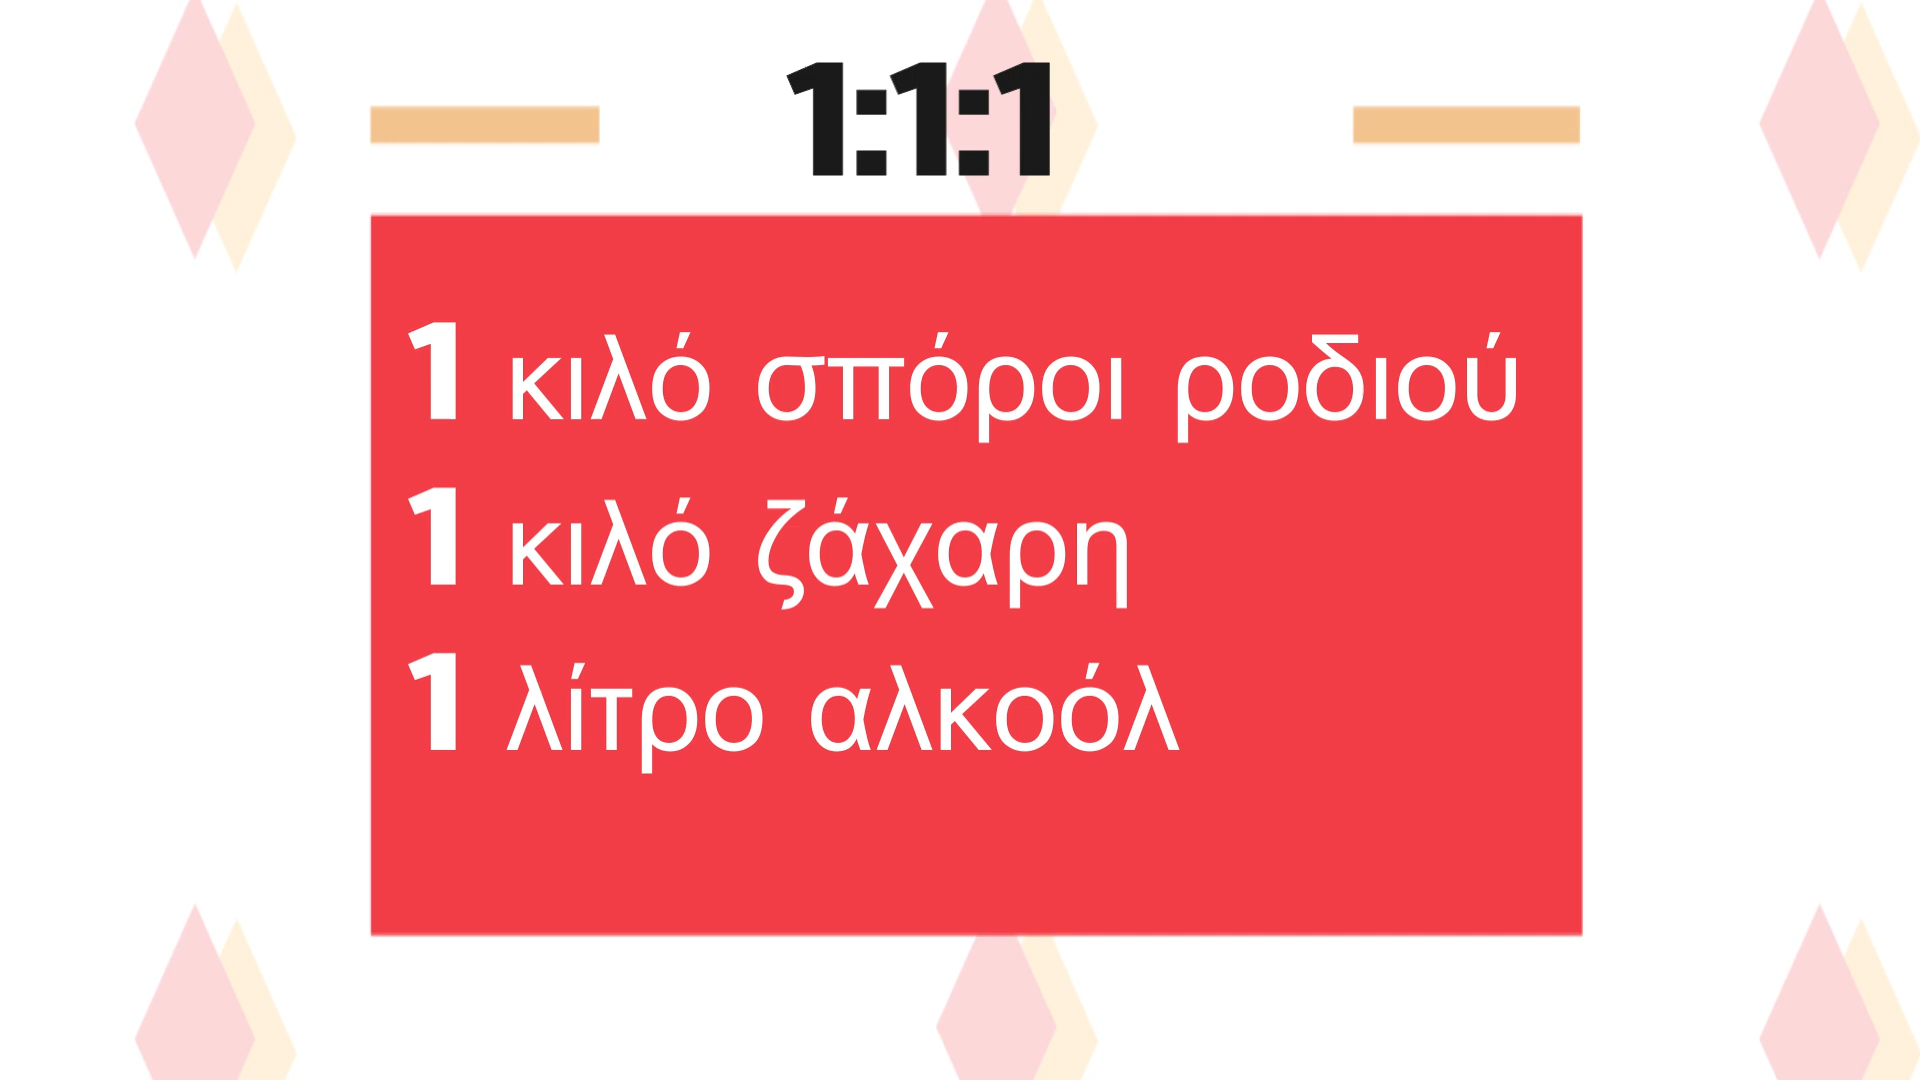 1:1:1
1 κιλό σπόροι ροδιού
1 κιλό ζάχαρη
1 λίτρο αλκοόλ